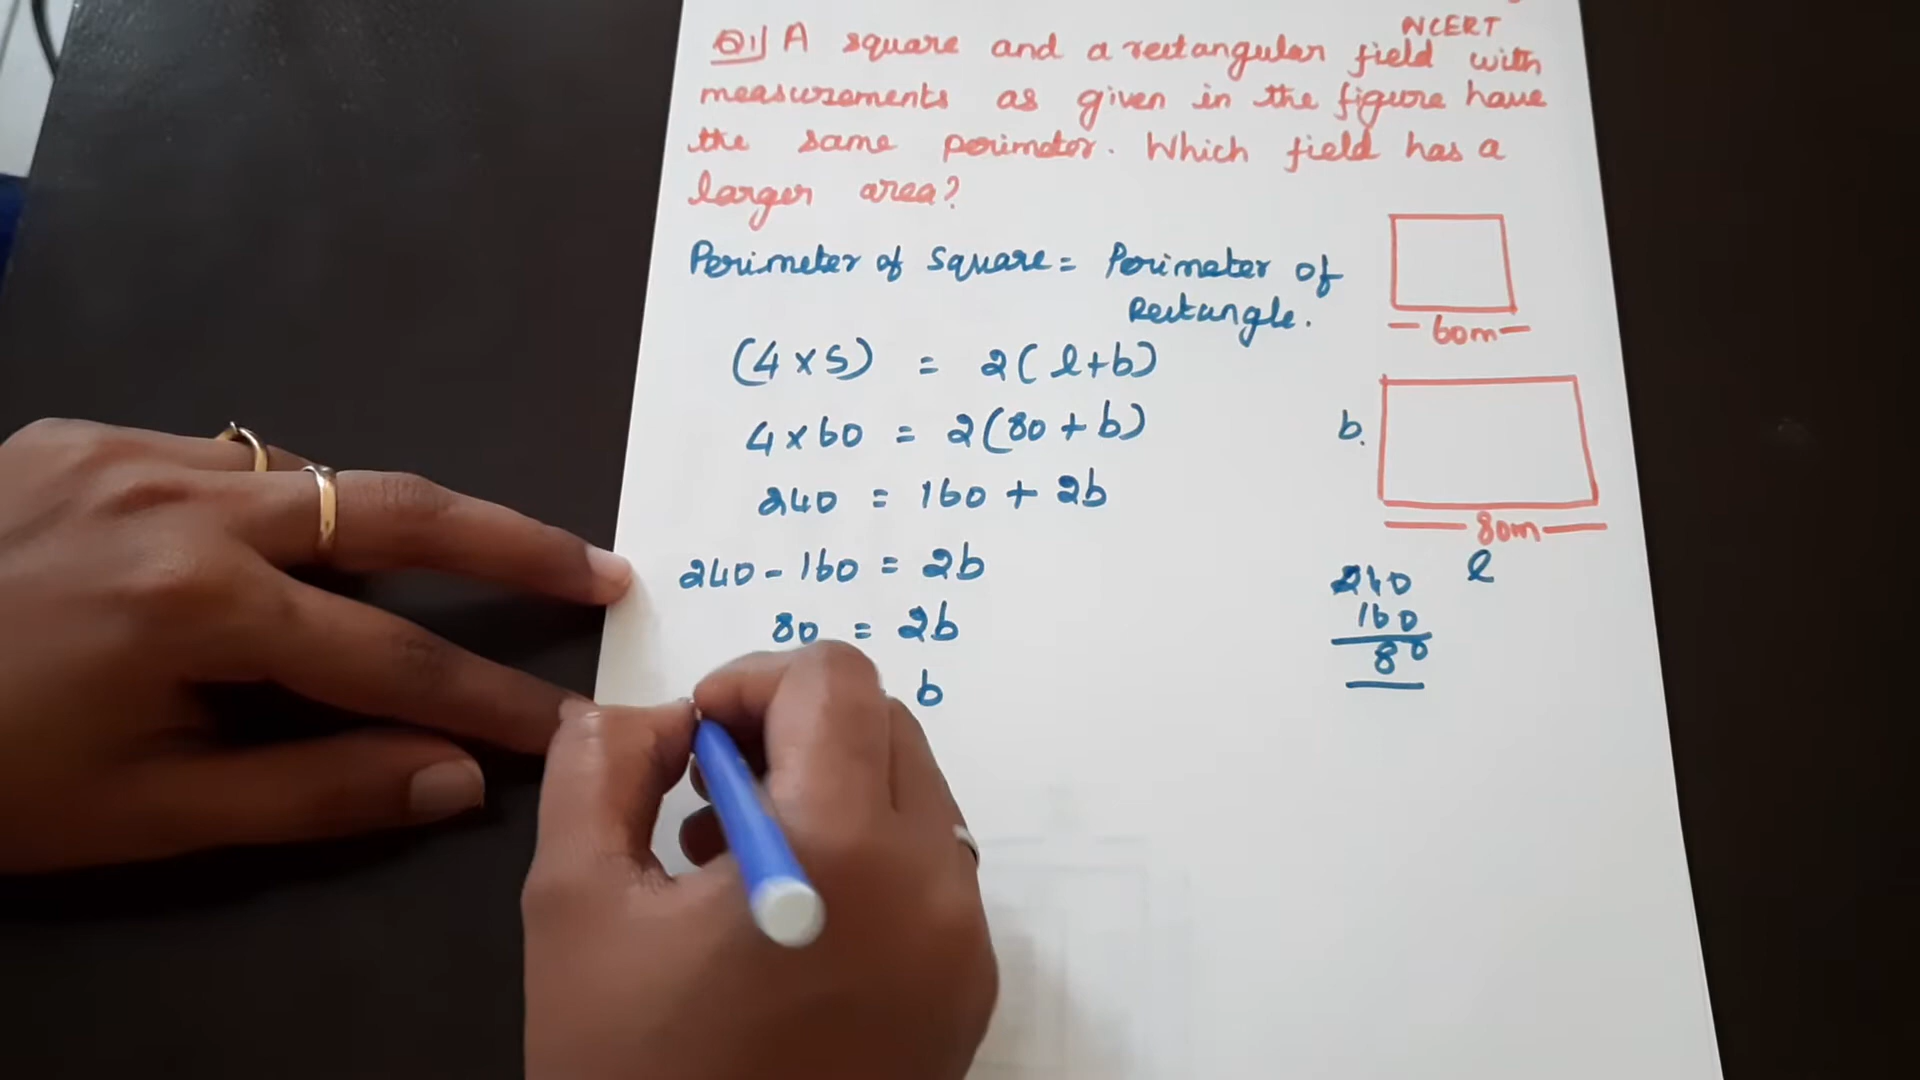 NCERT
Q1) A square and a rectangular field with
measurements as given in the figure have
the same perimeter. Which field has a
larger area?
Perimeter of Square = Perimeter of
Rectangle.
60m
(4 × S) = 2(l+b)
4 × 60 = 2(80 + b)
b.
240 = 160 + 2b
80m
l
240 - 160 = 2b
80 = 2b
b
240
160
80